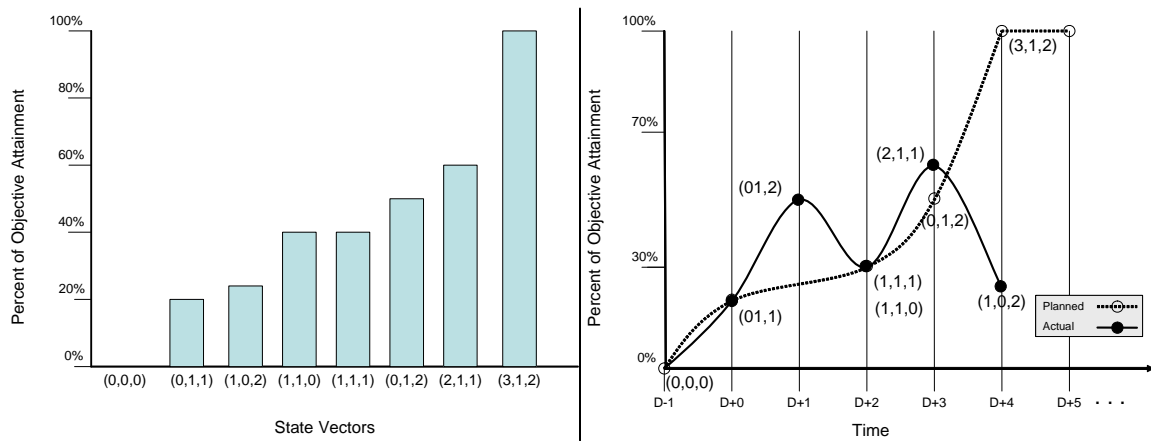 Percent of Objective Attainment
100%
80%
60%
40%
20%
0%
(0,0,0)
(0,1,1)
(1,0,2)
(1,1,0)
(1,1,1)
(0,1,2)
(2,1,1)
(3,1,2)
State Vectors
Percent of Objective Attainment
100%
70%
30%
0%
(3,1,2)
(2,1,1)
(01,2)
(0,1,2)
(1,1,1)
(1,1,0)
(01,1)
(1,0,2)
(0,0,0)
Planned
Actual
D-1
D+0
D+1
D+2
D+3
D+4
D+5
. . .
Time